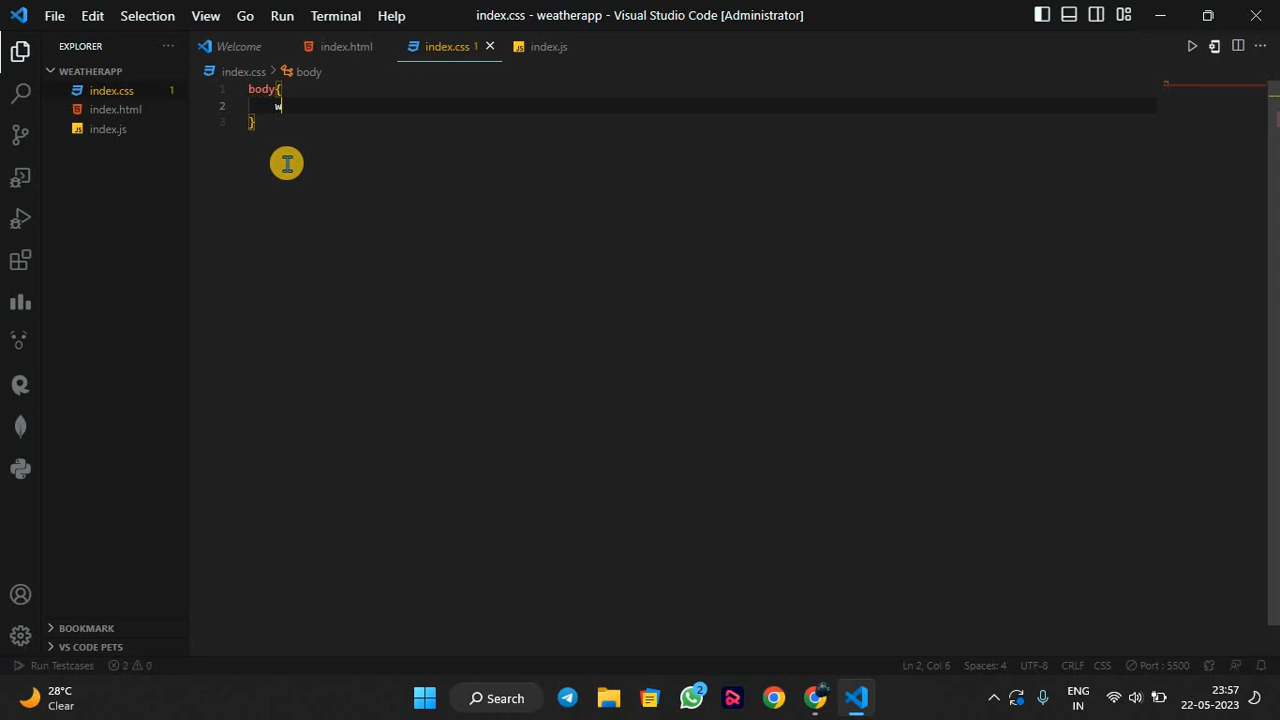 File Edit Selection View Go Run Terminal Help
index.css - weatherapp - Visual Studio Code [Administrator]
EXPLORER
Welcome
index.html
index.css 1
index.js
WEATHERAPP
index.css > body
index.css 1
index.html
JS index.js
1 body{
2 w
3 }
BOOKMARK
VS CODE PETS
Run Testcases 2 0
Ln 2, Col 6 Spaces: 4 UTF-8 CRLF CSS Port : 5500
28°C
Clear
Search
2
ENG
IN
23:57
22-05-2023